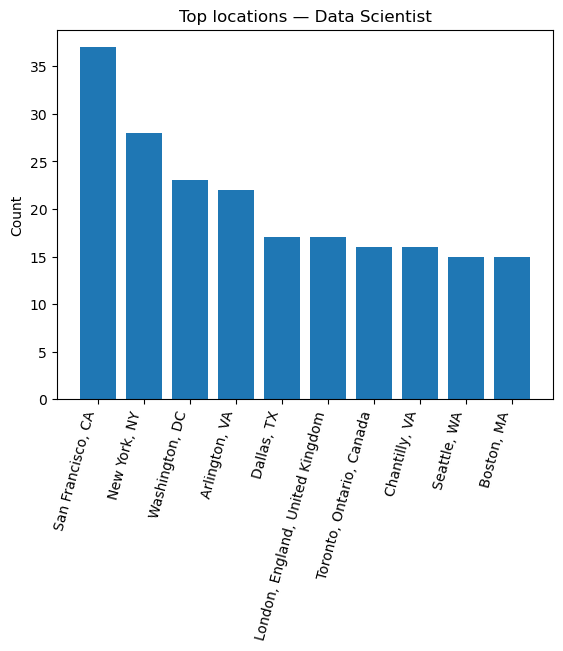 Top locations — Data Scientist
Count
35
30
25
20
15
10
5
0
San Francisco, CA
New York, NY
Washington, DC
Arlington, VA
Dallas, TX
London, England, United Kingdom
Toronto, Ontario, Canada
Chantilly, VA
Seattle, WA
Boston, MA